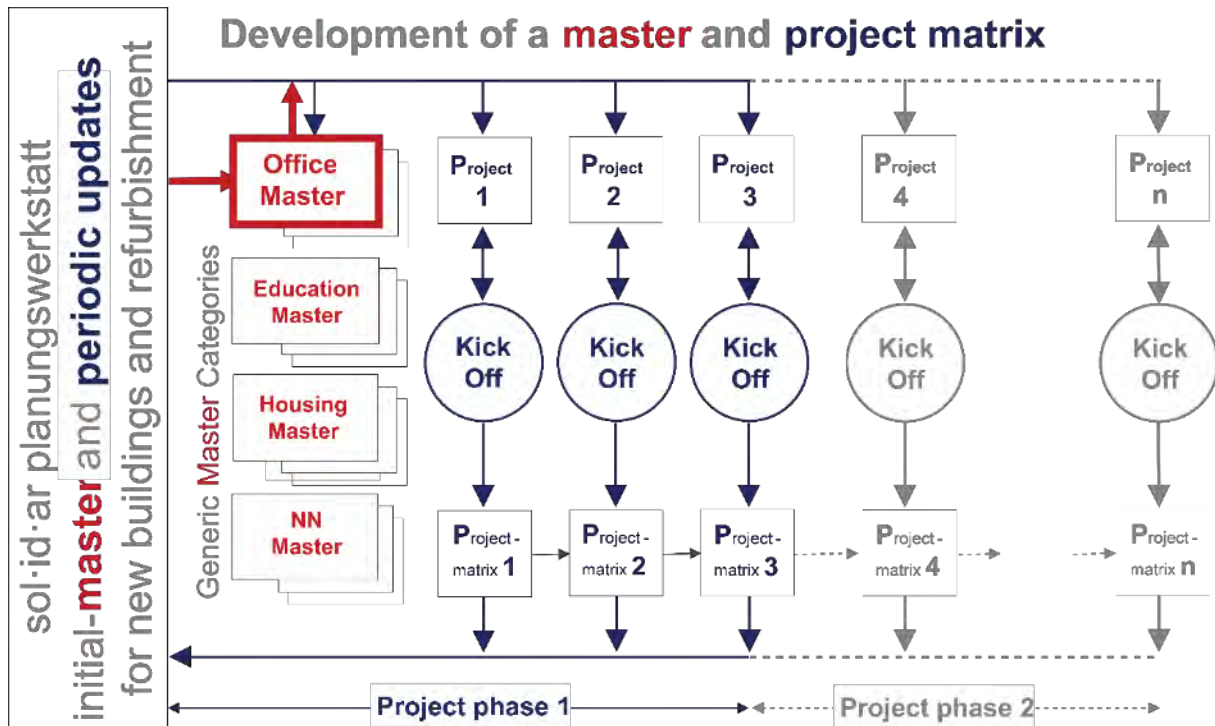 Development of a master and project matrix
sol·id·ar planungswerkstatt
initial-master and periodic updates
for new buildings and refurbishment
Generic Master Categories
Office
Master
Education
Master
Housing
Master
NN
Master
Project
1
Project
2
Project
3
Project
4
Project
n
Kick
Off
Kick
Off
Kick
Off
Kick
Off
Kick
Off
Project-
matrix 1
Project-
matrix 2
Project-
matrix 3
Project-
matrix 4
Project-
matrix n
Project phase 1
Project phase 2